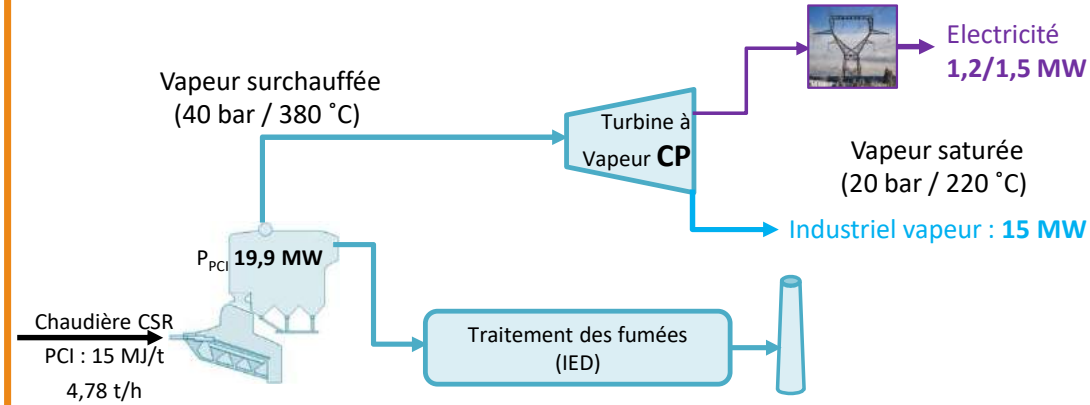 Electricité
1,2/1,5 MW
Vapeur surchauffée
(40 bar / 380 ˚C)
Turbine à
Vapeur CP
Vapeur saturée
(20 bar / 220 ˚C)
Industriel vapeur : 15 MW
PPCI 19,9 MW
Chaudière CSR
PCI : 15 MJ/t
4,78 t/h
Traitement des fumées
(IED)